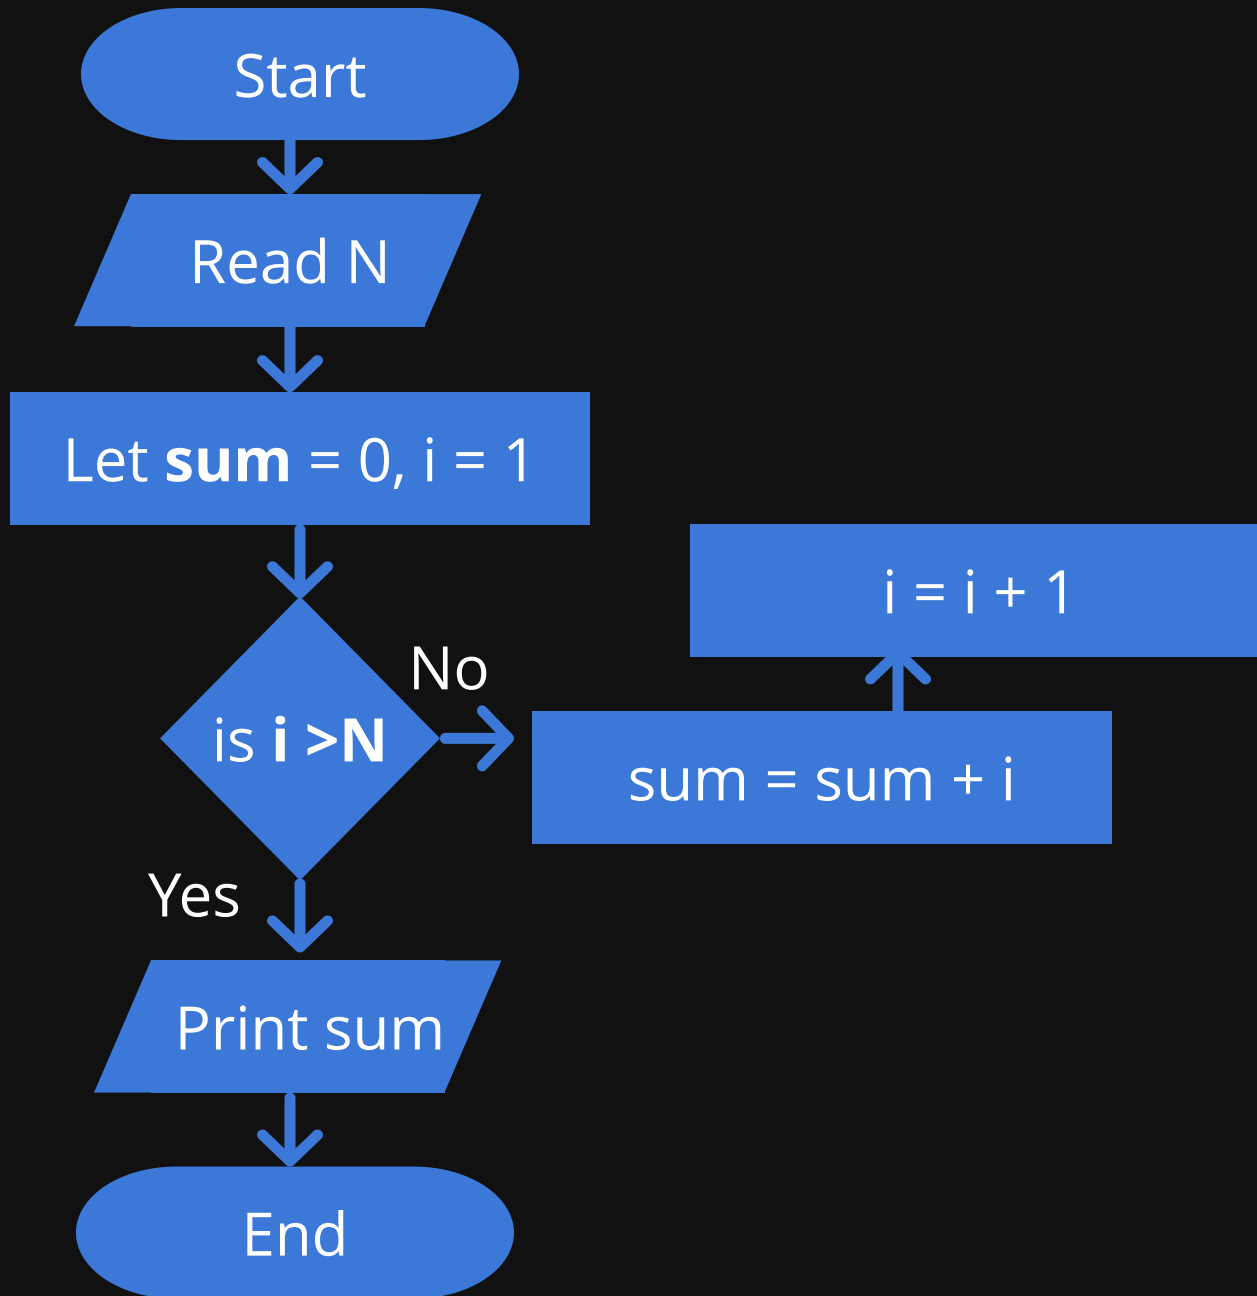 Start
Read N
Let sum = 0, i = 1
is i >N
No
sum = sum + i
i = i + 1
Yes
Print sum
End